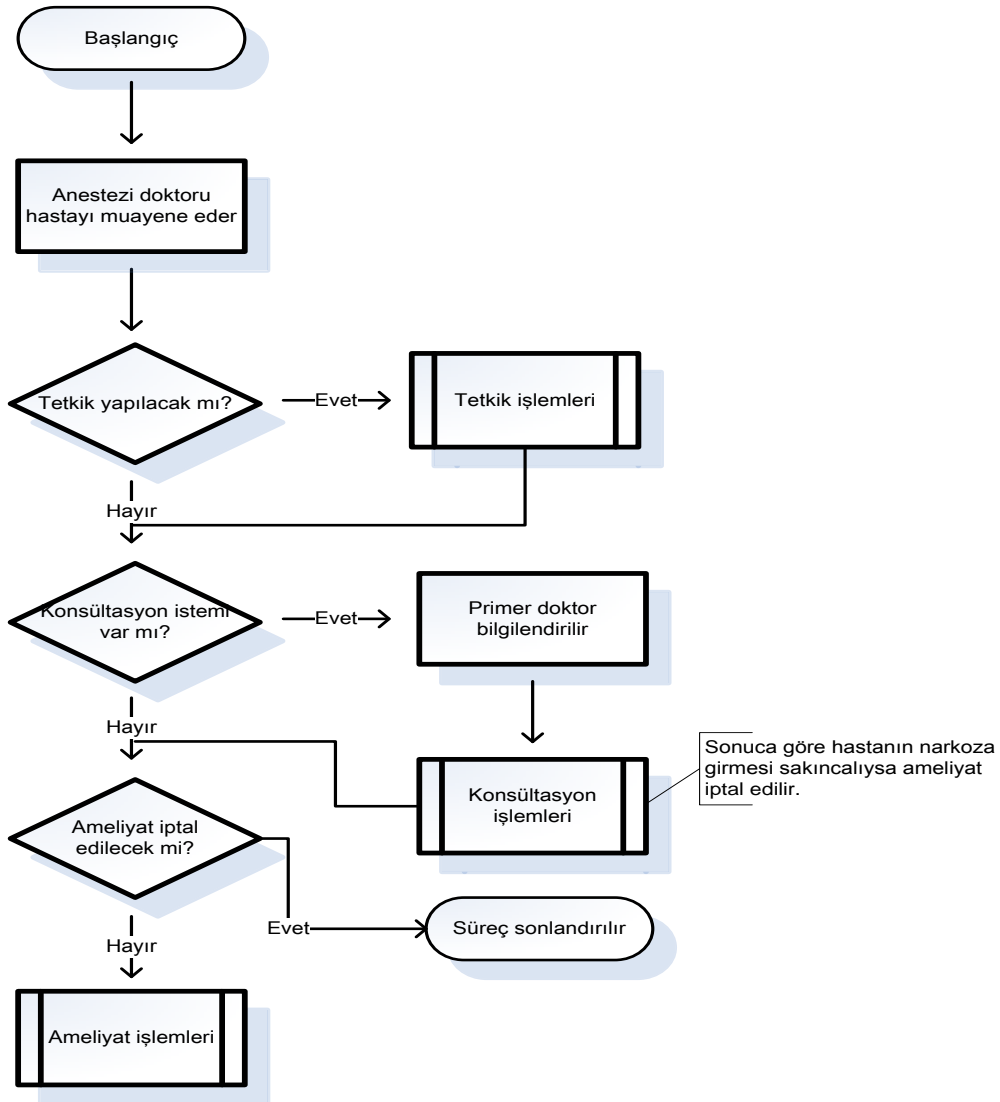 Başlangıç
Anestezi doktoru
hastayı muayene eder
Tetkik yapılacak mı?
Evet
Tetkik işlemleri
Hayır
Konsültasyon istemi
var mı?
Evet
Primer doktor
bilgilendirilir
Hayır
Konsültasyon
işlemleri
Sonuca göre hastanın narkoza
girmesi sakıncalıysa ameliyat
iptal edilir.
Ameliyat iptal
edilecek mi?
Evet
Süreç sonlandırılır
Hayır
Ameliyat işlemleri